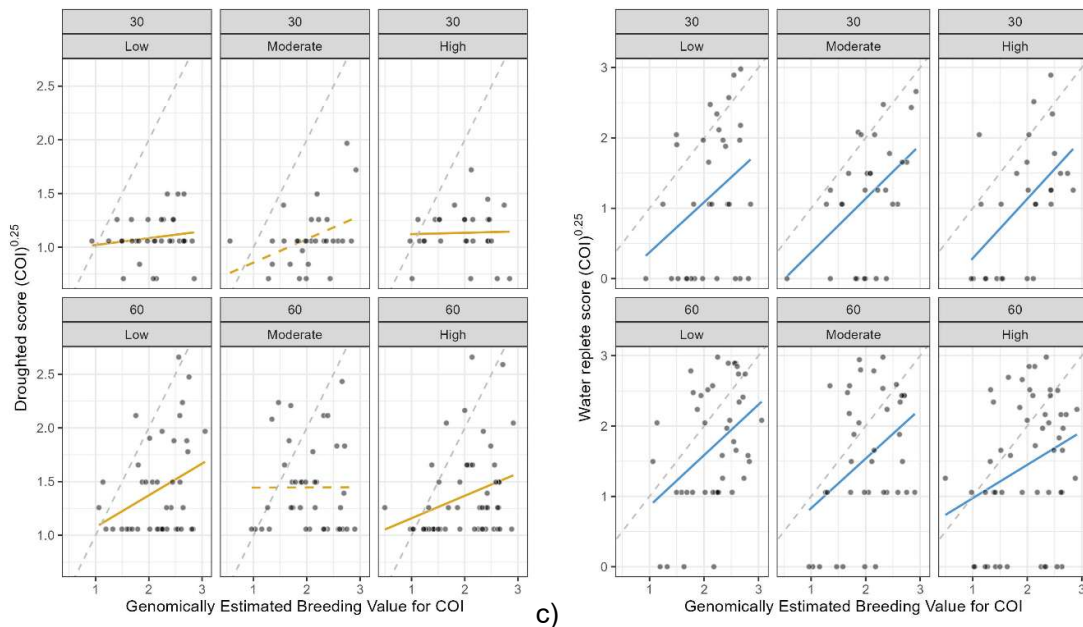 30 30 30
Low Moderate High
2.5
2.0
1.5
1.0
60 60 60
Low Moderate High
2.5
2.0
1.5
1.0
1 2 3 1 2 3 1 2 3
Droughted score (COI)^0.25
Genomically Estimated Breeding Value for COI
c)
30 30 30
Low Moderate High
3
2
1
0
60 60 60
Low Moderate High
3
2
1
0
1 2 3 1 2 3 1 2 3
Water replete score (COI)^0.25
Genomically Estimated Breeding Value for COI